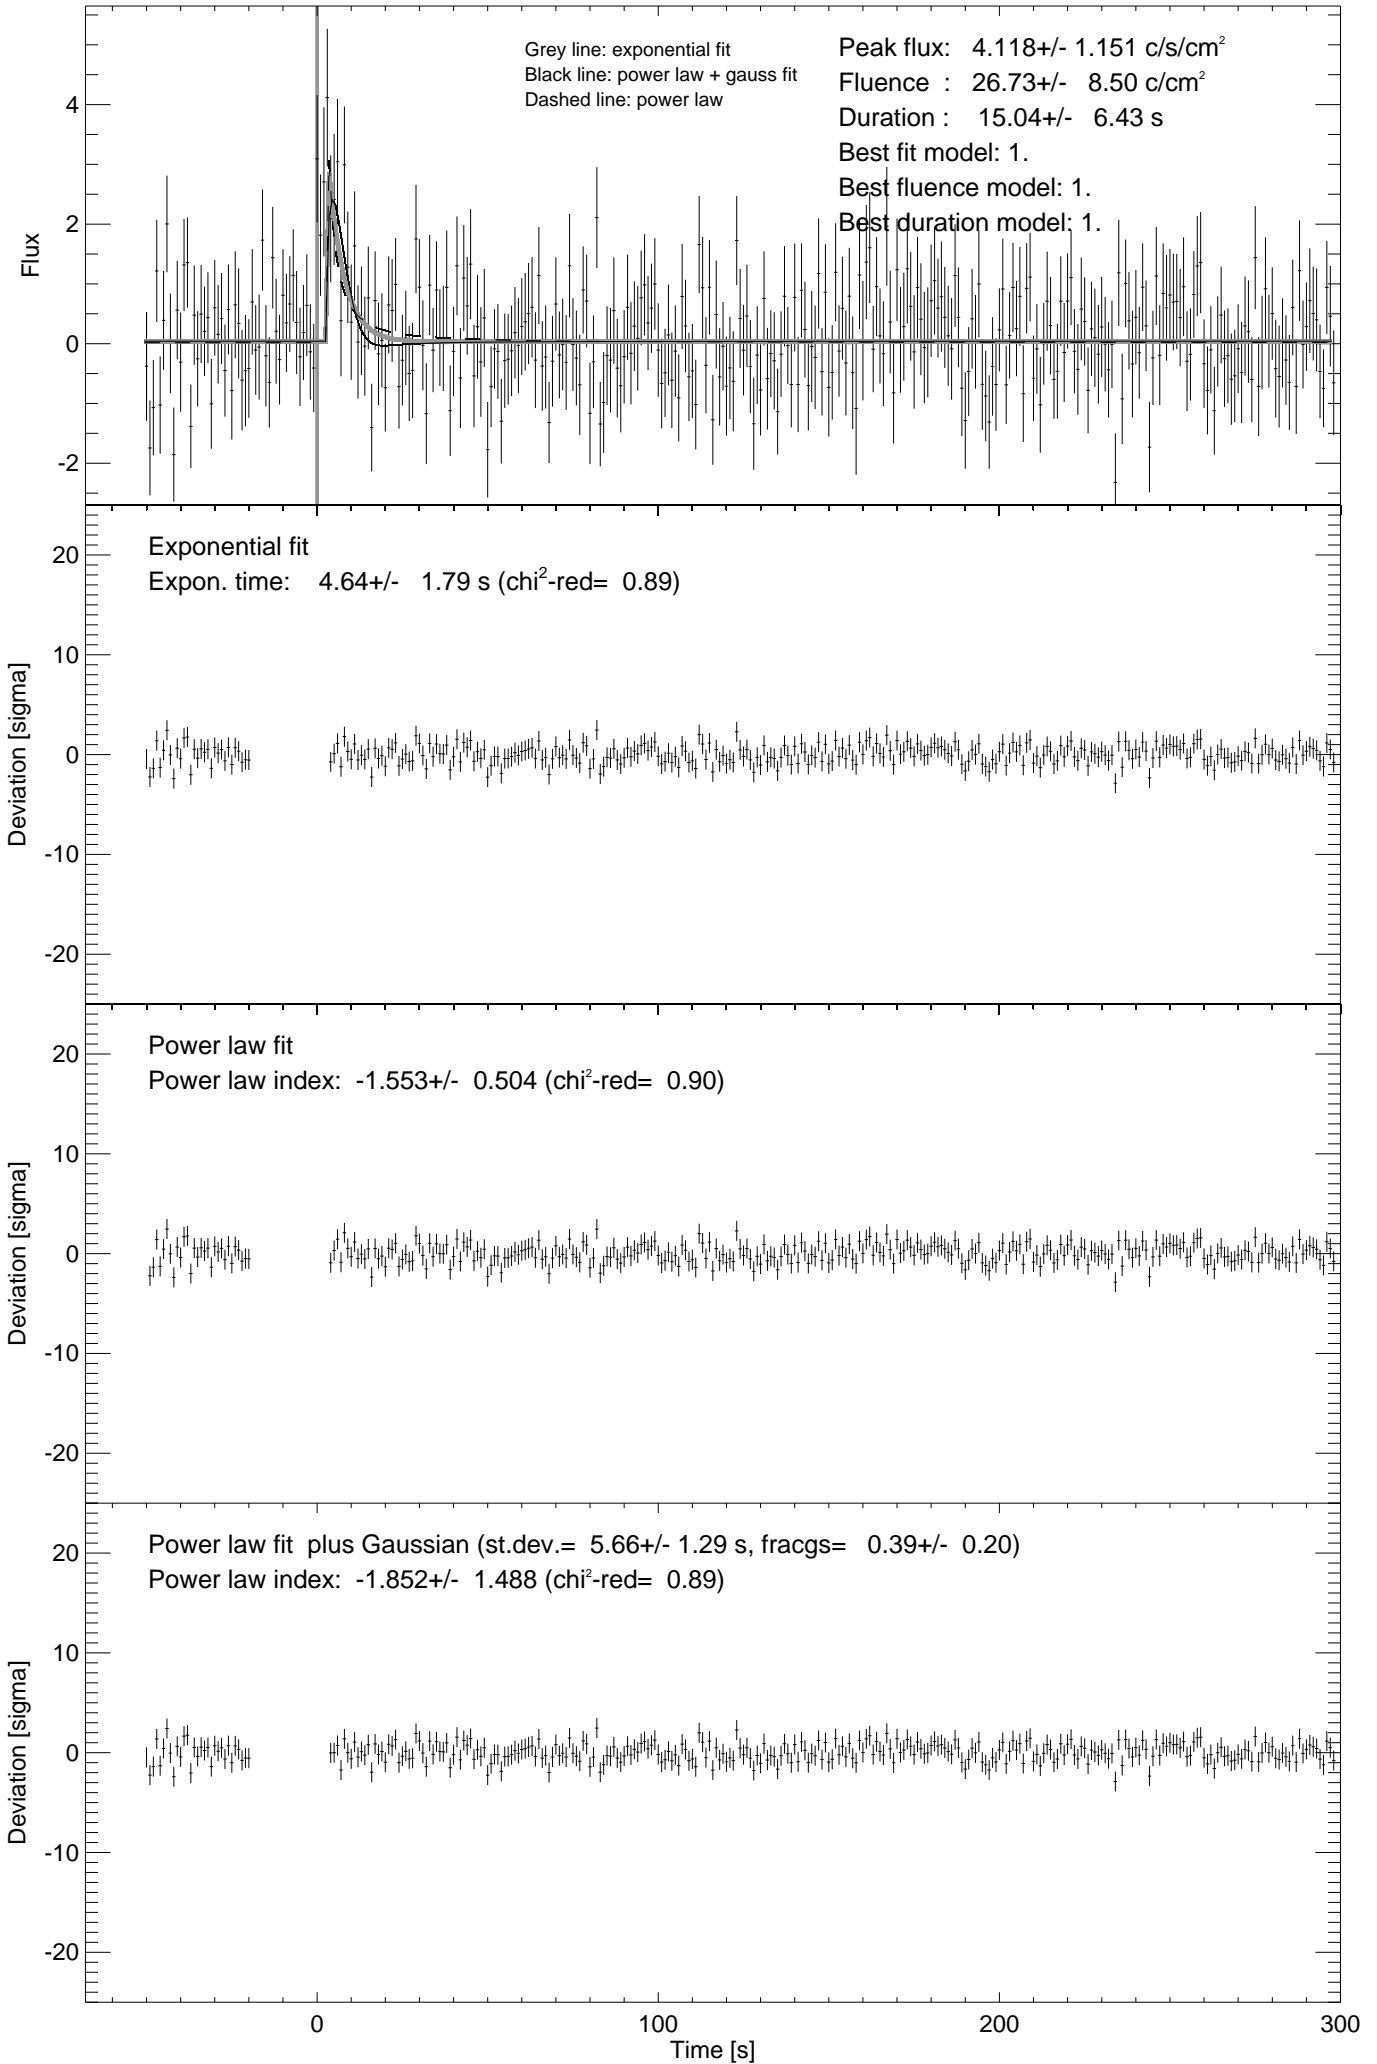 Grey line: exponential fit
Black line: power law + gauss fit
Dashed line: power law
Peak flux: 4.118+/- 1.151 c/s/cm²
Fluence : 26.73+/- 8.50 c/cm²
Duration : 15.04+/- 6.43 s
Best fit model: 1.
Best fluence model: 1.
Best duration model: 1.
4
2
0
-2
Flux
Exponential fit
Expon. time: 4.64+/- 1.79 s (chi²-red= 0.89)
20
10
0
-10
-20
Deviation [sigma]
Power law fit
Power law index: -1.553+/- 0.504 (chi²-red= 0.90)
20
10
0
-10
-20
Deviation [sigma]
Power law fit plus Gaussian (st.dev.= 5.66+/- 1.29 s, fracgs= 0.39+/- 0.20)
Power law index: -1.852+/- 1.488 (chi²-red= 0.89)
20
10
0
-10
-20
Deviation [sigma]
0 100 200 300
Time [s]